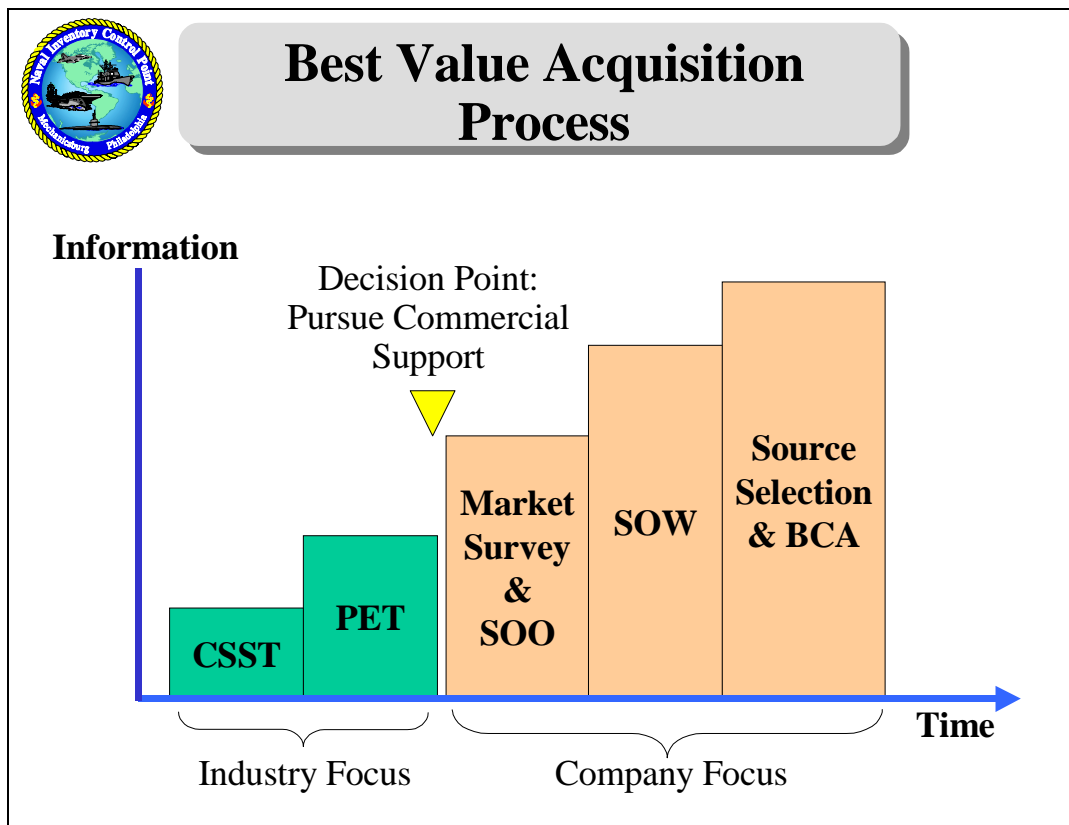 Naval Inventory Control Point
Mechanicsburg Philadelphia
Best Value Acquisition
Process
Information
Decision Point:
Pursue Commercial
Support
CSST
PET
Market
Survey
&
SOO
SOW
Source
Selection
& BCA
Time
Industry Focus
Company Focus